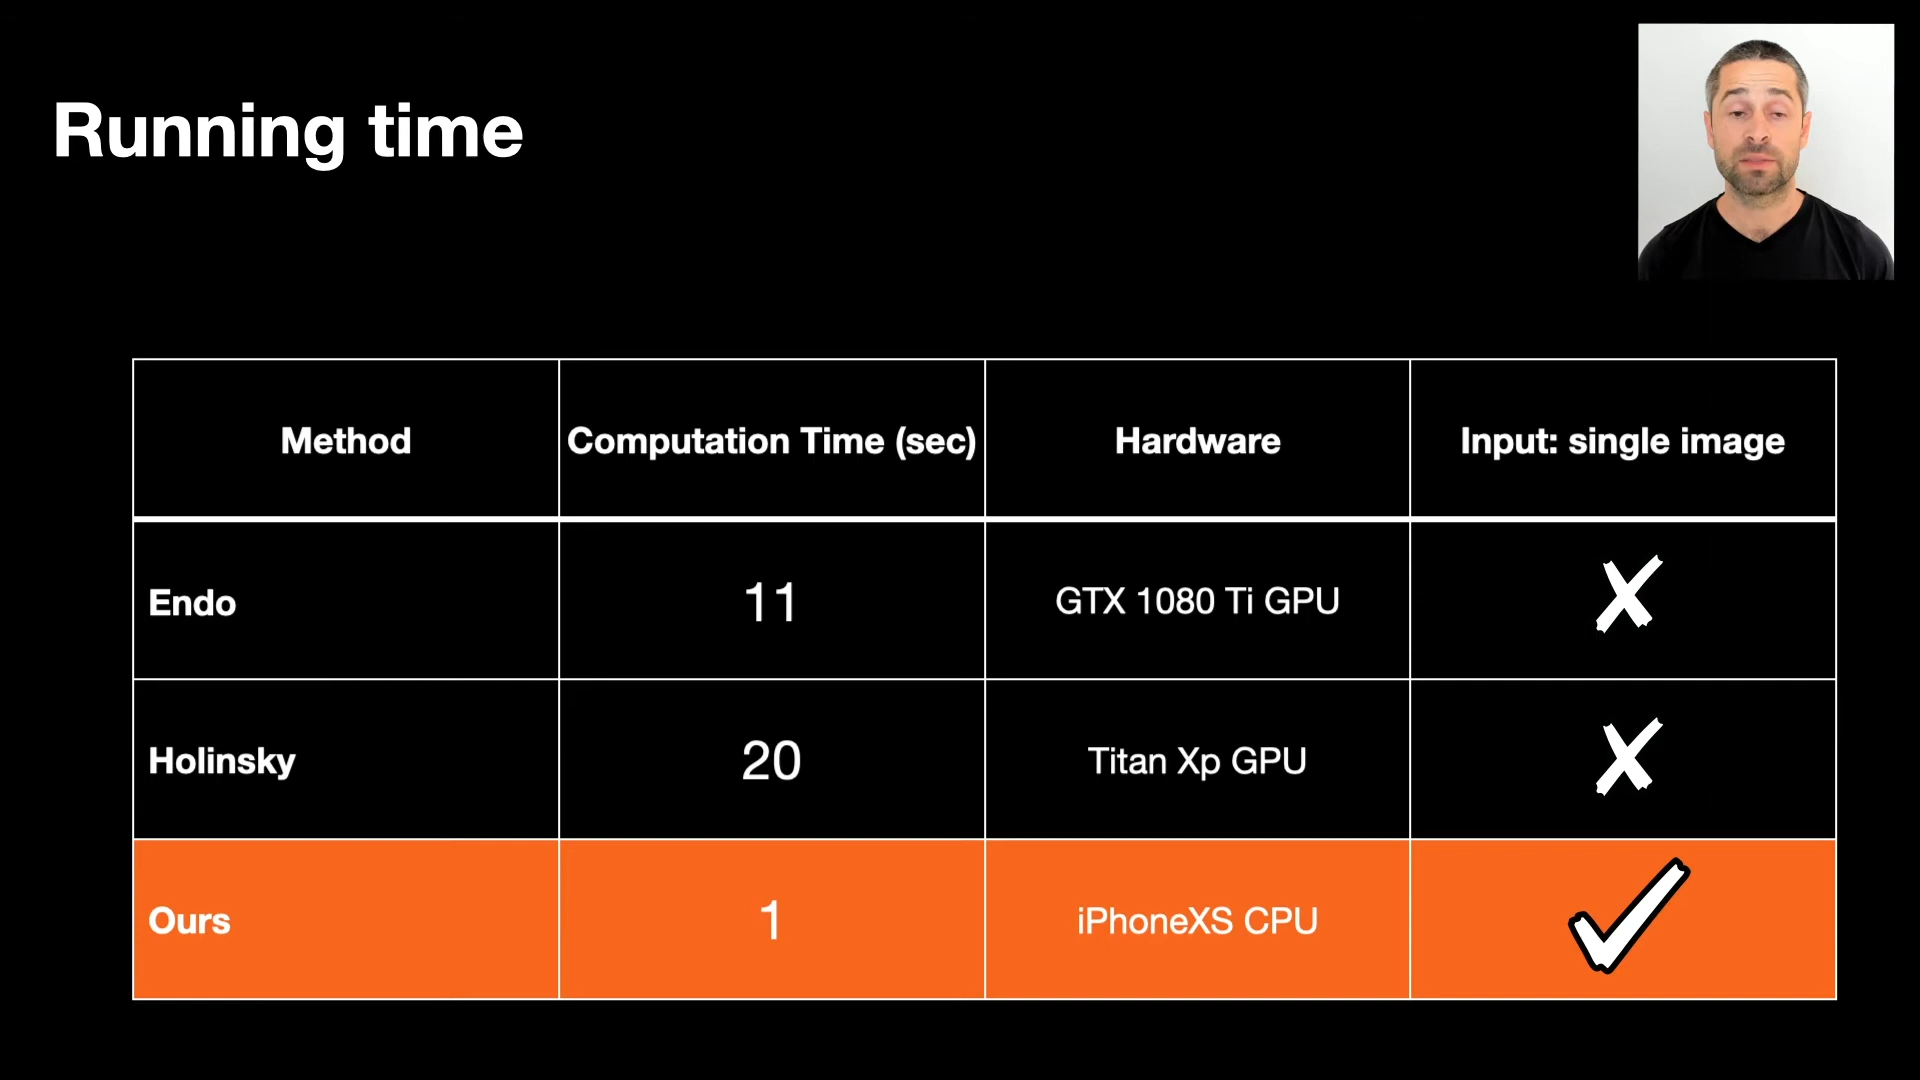 Running time
Method Computation Time (sec) Hardware Input: single image
Endo 11 GTX 1080 Ti GPU
Holinsky 20 Titan Xp GPU
Ours 1 iPhoneXS CPU